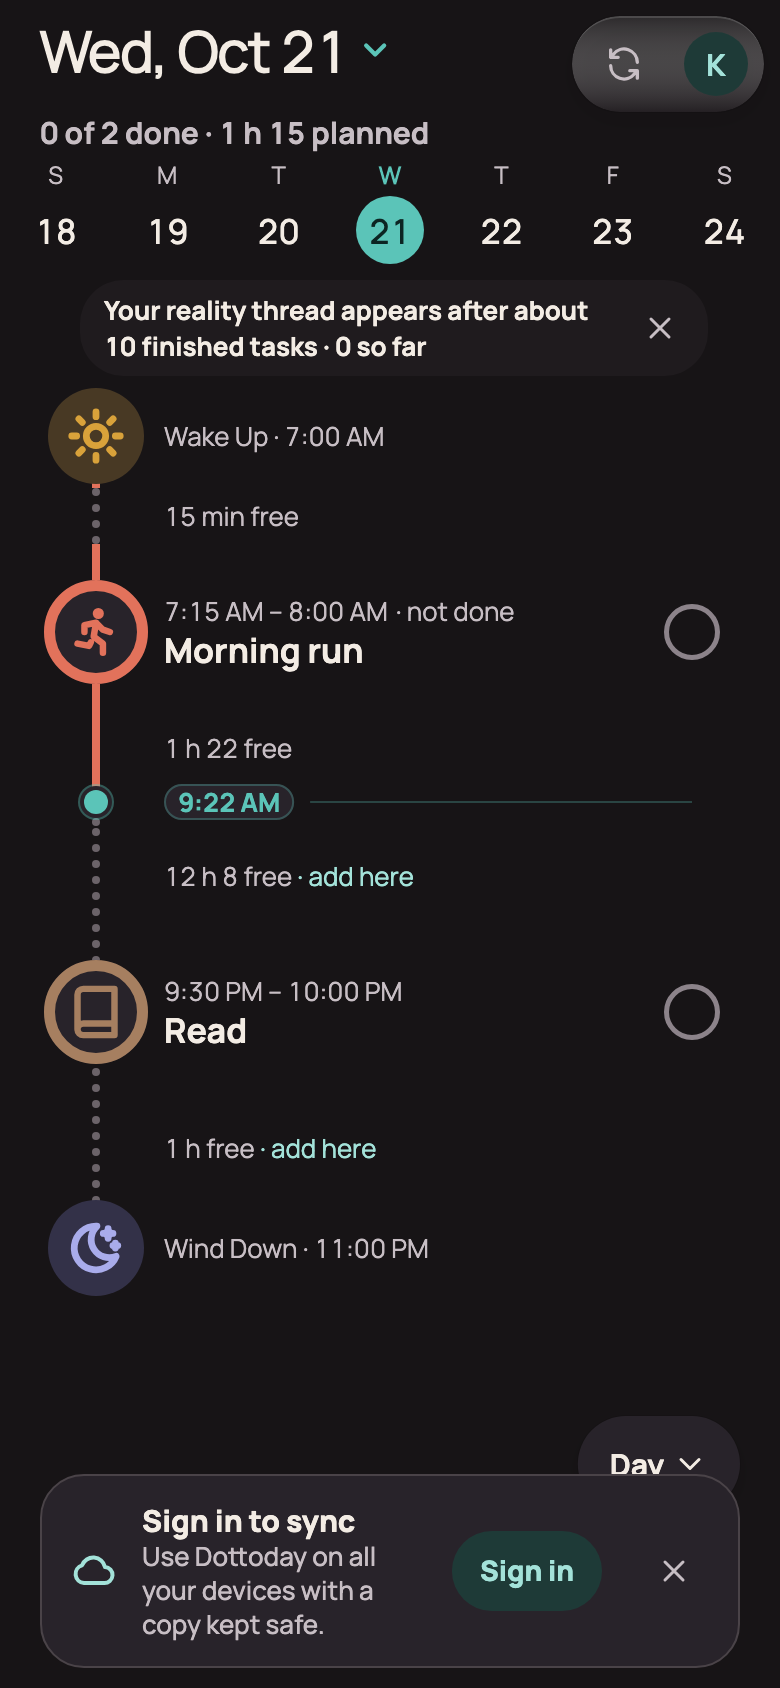 Wed, Oct 21
K
0 of 2 done · 1 h 15 planned
S M T W T F S
18 19 20 21 22 23 24
Your reality thread appears after about
10 finished tasks · 0 so far
Wake Up · 7:00 AM
15 min free
7:15 AM – 8:00 AM · not done
Morning run
1 h 22 free
9:22 AM
12 h 8 free · add here
9:30 PM – 10:00 PM
Read
1 h free · add here
Wind Down · 11:00 PM
Day
Sign in to sync
Use Dottoday on all
your devices with a
copy kept safe.
Sign in